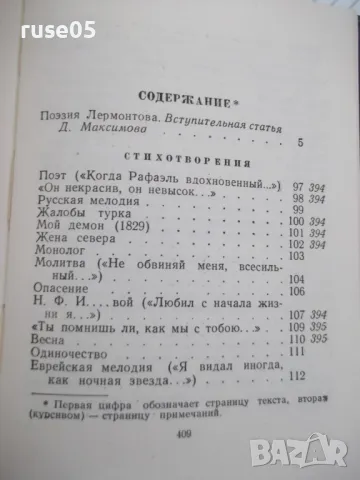 ruse05
СОДЕРЖАНИЕ*
Поэзия Лермонтова. Вступительная статья
Д. Максимова . . . . . . . . . 5
СТИХОТВОРЕНИЯ
Поэт («Когда Рафаэль вдохновенный...») 97 394
«Он некрасив, он невысок...» . . . . 98 394
Русская мелодия . . . . . . . . 99
Жалобы турка . . . . . . . . 100 394
Мой демон (1829) . . . . . . . 101 394
Жена севера . . . . . . . . 102 394
Монолог . . . . . . . . . 103
Молитва («Не обвиняй меня, всесиль-
ный...») . . . . . . . . . 104
Опасение . . . . . . . . . 106
Н. Ф. И....вой («Любил с начала жиз-
ни я...») . . . . . . . . 107 394
«Ты помнишь ли, как мы с тобою...» . 109 395
Весна . . . . . . . . . 110 395
Одиночество . . . . . . . . 111
Еврейская мелодия («Я видал иногда,
как ночная звезда...») . . . . . 112
* Первая цифра обозначает страницу текста, вторая
(курсивом) — страницу примечаний.
409
BAZAR